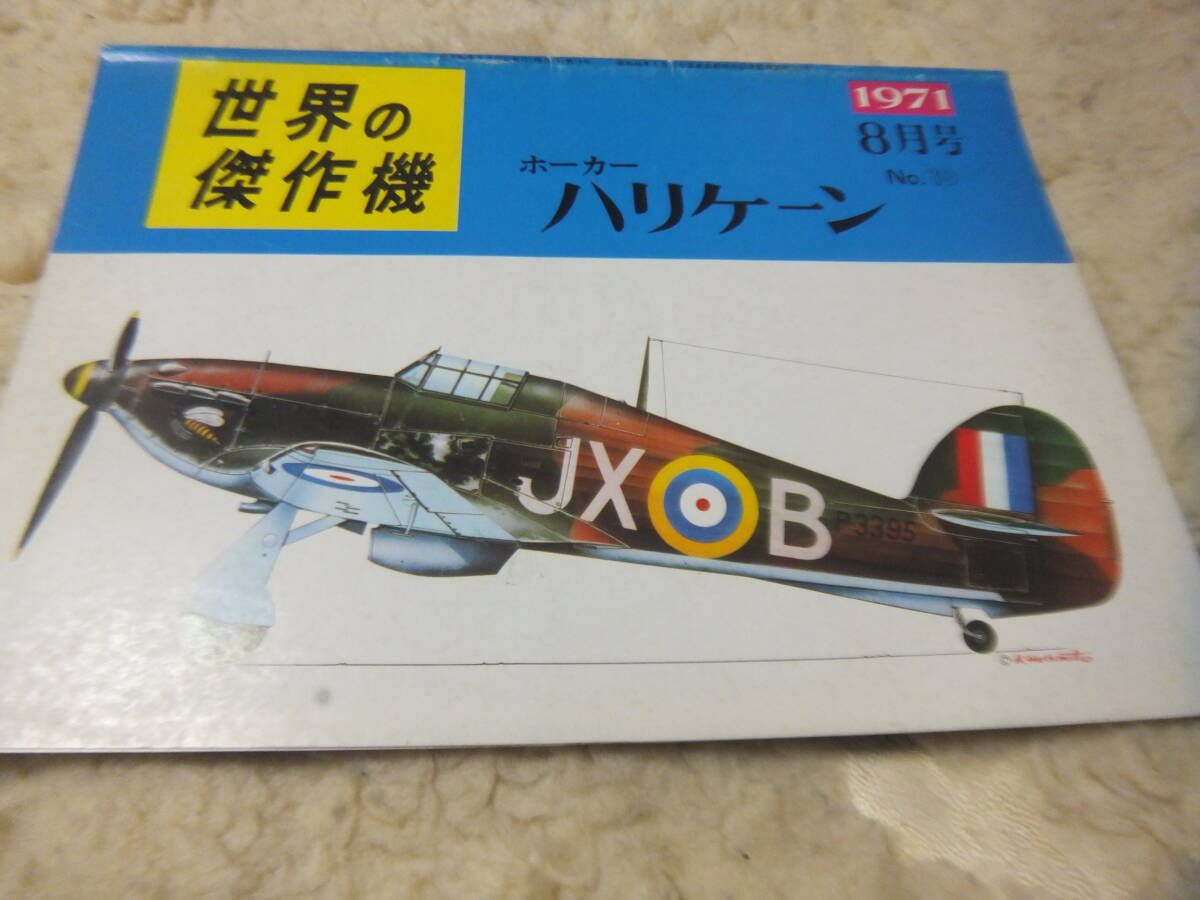 世界の
傑作機
ホーカー
ハリケーン
1971
8月号
No.
JX B
P3395